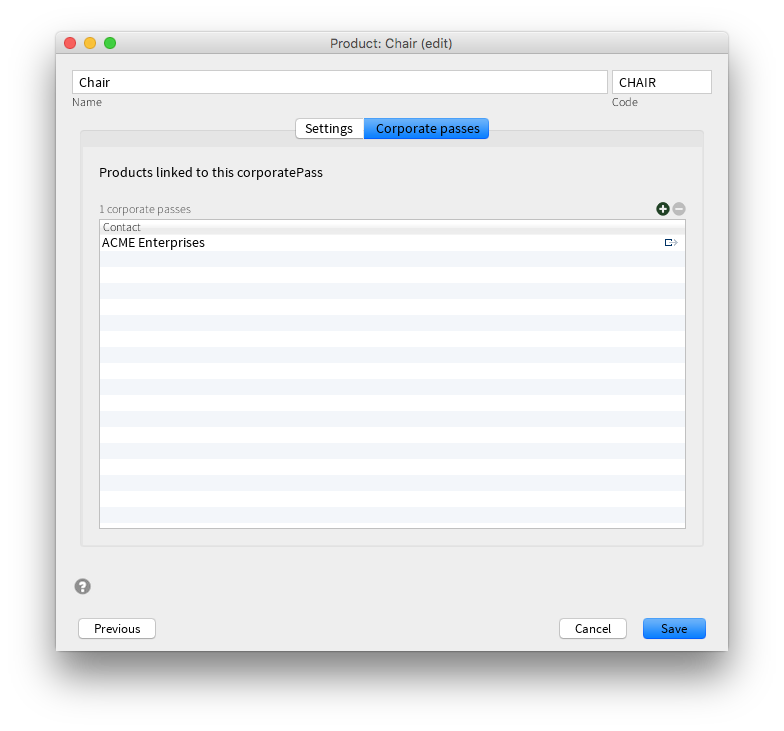 Product: Chair (edit)
Chair CHAIR
Name Code
Settings Corporate passes
Products linked to this corporatePass
1 corporate passes
Contact
ACME Enterprises
?
Previous Cancel Save